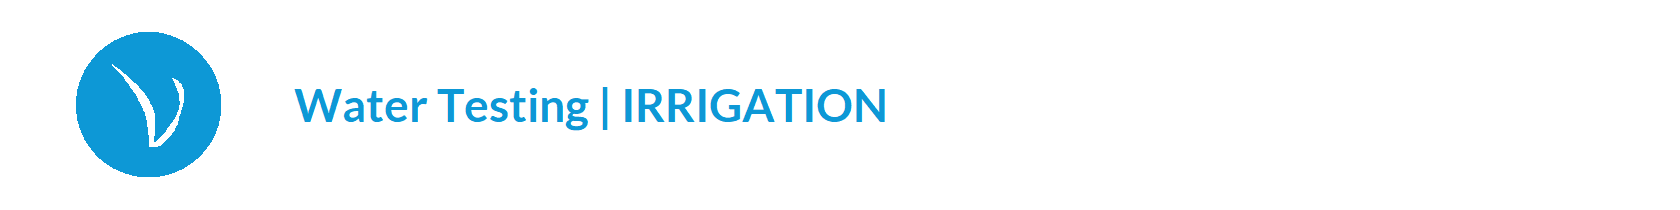 Water Testing | IRRIGATION